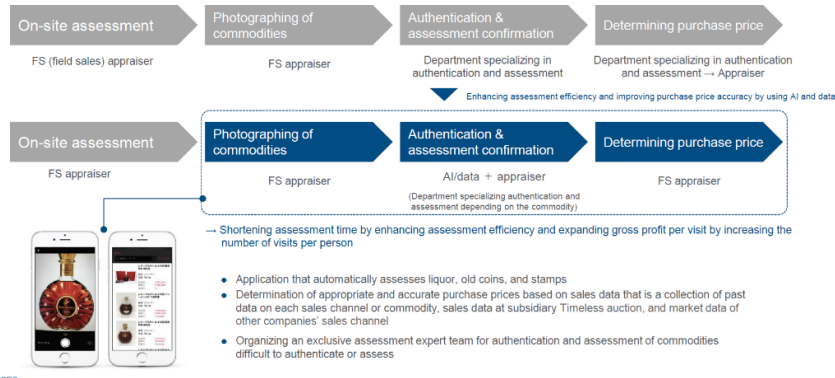 On-site assessment
Photographing of
commodities
Authentication &
assessment confirmation
Determining purchase price
FS (field sales) appraiser
FS appraiser
Department specializing in
authentication and assessment
Department specializing in authentication
and assessment → Appraiser
Enhancing assessment efficiency and improving purchase price accuracy by using AI and data
On-site assessment
Photographing of
commodities
Authentication &
assessment confirmation
Determining purchase price
FS appraiser
FS appraiser
AI/data + appraiser
(Department specializing authentication and
assessment depending on the commodity)
FS appraiser
→ Shortening assessment time by enhancing assessment efficiency and expanding gross profit per visit by increasing the
number of visits per person
● Application that automatically assesses liquor, old coins, and stamps
● Determination of appropriate and accurate purchase prices based on sales data that is a collection of past
data on each sales channel or commodity, sales data at subsidiary Timeless auction, and market data of
other companies' sales channel
● Organizing an exclusive assessment expert team for authentication and assessment of commodities
difficult to authenticate or assess